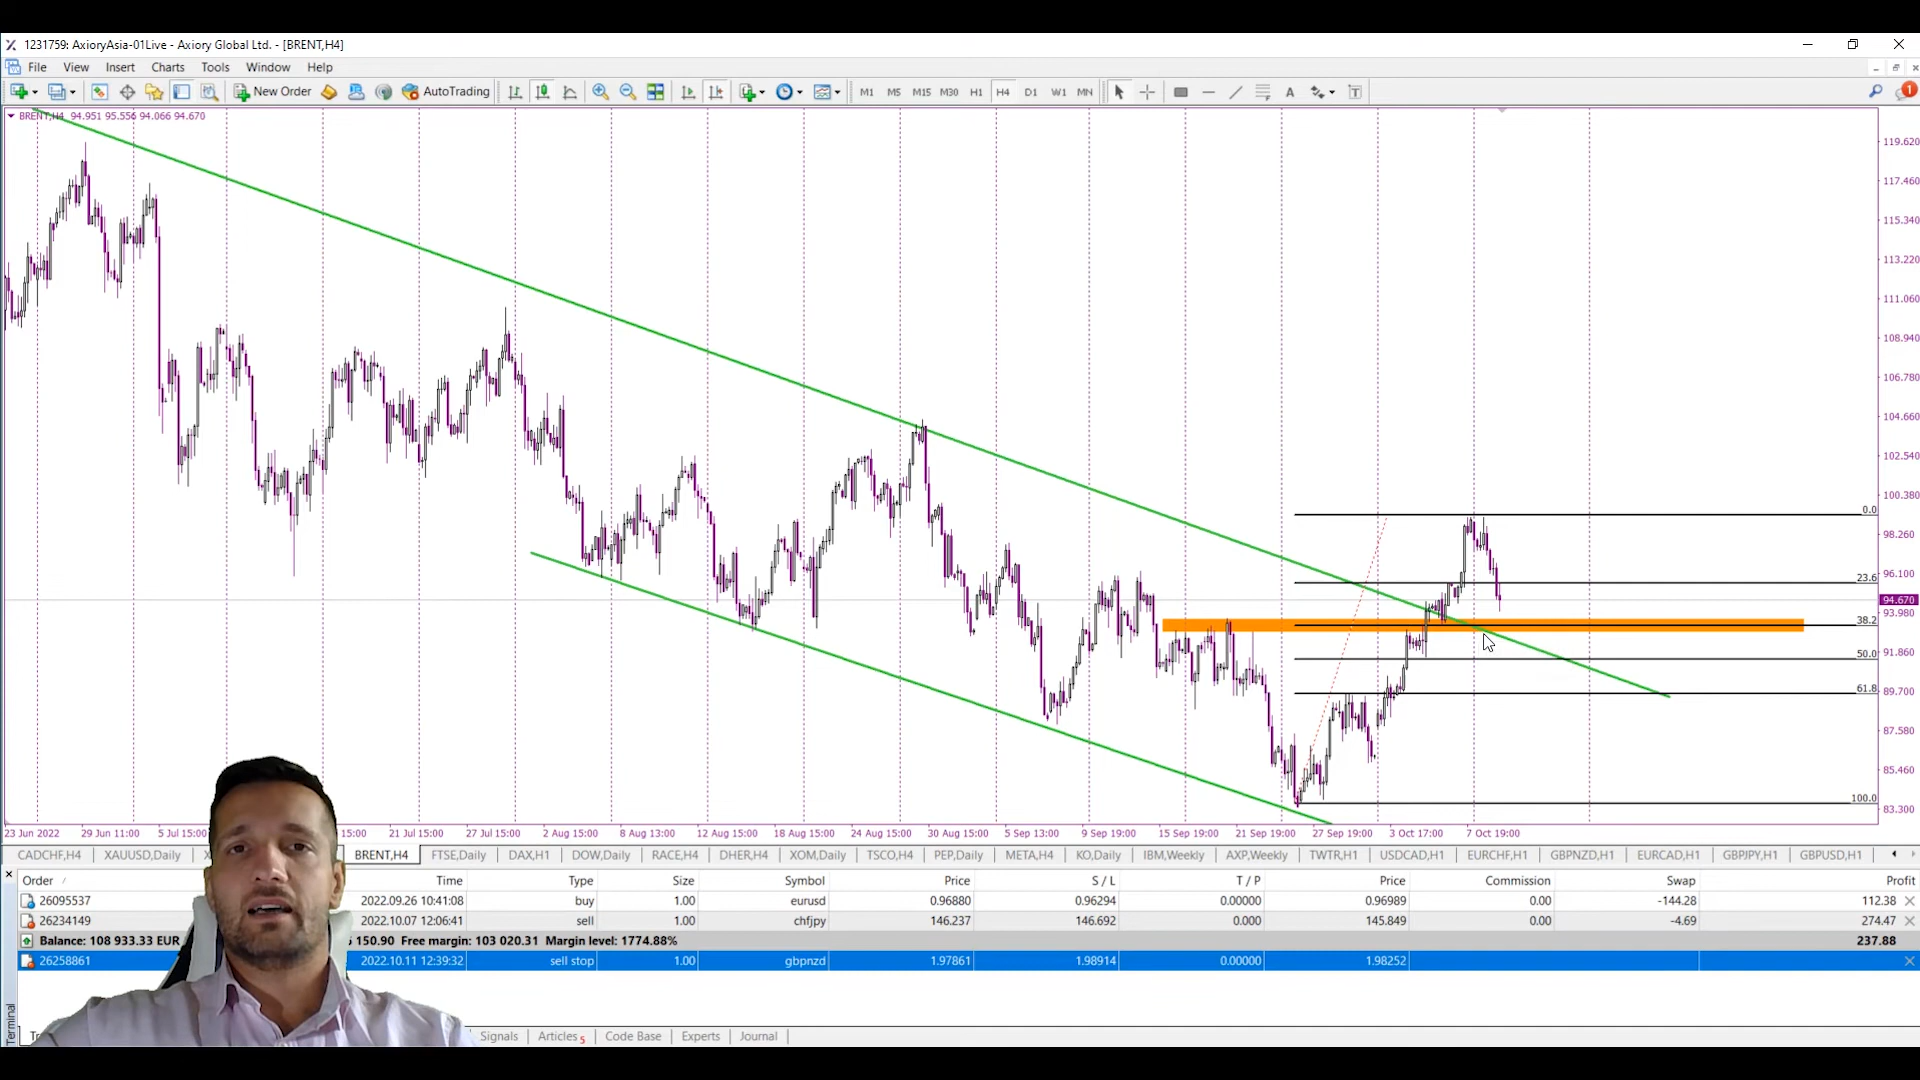 1231759: AxioryAsia-01Live - Axiory Global Ltd. - [BRENT,H4]
File View Insert Charts Tools Window Help
New Order AutoTrading M1 M5 M15 M30 H1 H4 D1 W1 MN A T 1
BRENT,H4 94.951 95.556 94.066 94.670
119.620
117.460
115.340
113.220
111.060
108.940
106.780
104.660
102.540
100.380
0.0
98.260
96.100
23.6
94.670
93.980
38.2
91.860
50.0
89.700
61.8
87.580
85.460
100.0
83.300
23 Jun 2022 29 Jun 11:00 5 Jul 15:00 15:00 21 Jul 15:00 27 Jul 15:00 2 Aug 15:00 8 Aug 13:00 12 Aug 15:00 18 Aug 15:00 24 Aug 15:00 30 Aug 15:00 5 Sep 13:00 9 Sep 19:00 15 Sep 19:00 21 Sep 19:00 27 Sep 19:00 3 Oct 17:00 7 Oct 19:00
CADCHF,H4 XAUUSD,Daily BRENT,H4 FTSE,Daily DAX,H1 DOW,Daily RACE,H4 DHER,H4 XOM,Daily TSCO,H4 PEP,Daily META,H4 KO,Daily IBM,Weekly AXP,Weekly TWTR,H1 USDCAD,H1 EURCHF,H1 GBPNZD,H1 EURCAD,H1 GBPJPY,H1 GBPUSD,H1
Order Time Type Size Symbol Price S / L T / P Price Commission Swap Profit
26095537 2022.09.26 10:41:08 buy 1.00 eurusd 0.96880 0.96294 0.00000 0.96989 0.00 -144.28 112.38
26234149 2022.10.07 12:06:41 sell 1.00 chfjpy 146.237 146.692 0.000 145.849 0.00 -4.69 274.47
Balance: 108 933.33 EUR 150.90 Free margin: 103 020.31 Margin level: 1774.88% 237.88
26258861 2022.10.11 12:39:32 sell stop 1.00 gbpnzd 1.97861 1.98914 0.00000 1.98252
Terminal
Signals Articles 5 Code Base Experts Journal